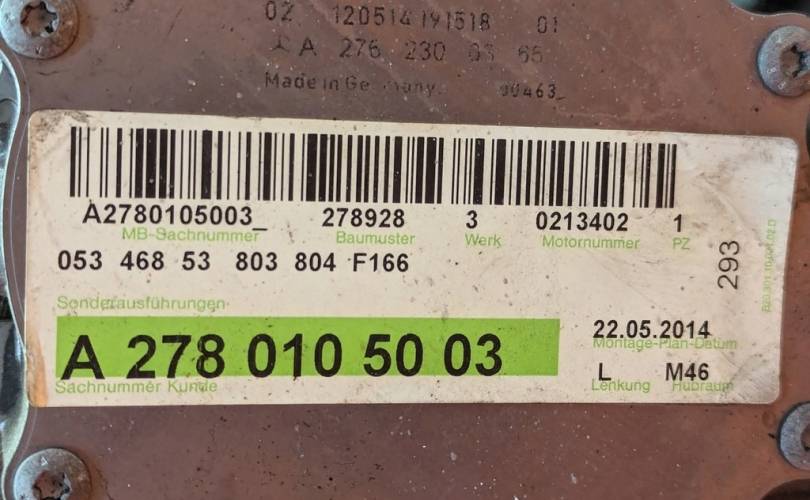 02 120514191518 01
A 276 230 03 65
Made in Germany. 00463_
A2780105003_ 278928 3 0213402 1
MB-Sachnummer Baumuster Werk Motornummer PZ
053 468 53 803 804 F166
293
Sonderausführungen
A 278 010 50 03
22.05.2014
Montage-Plan-Datum
L M46
Sachnummer Kunde
Lenkung Hubraum